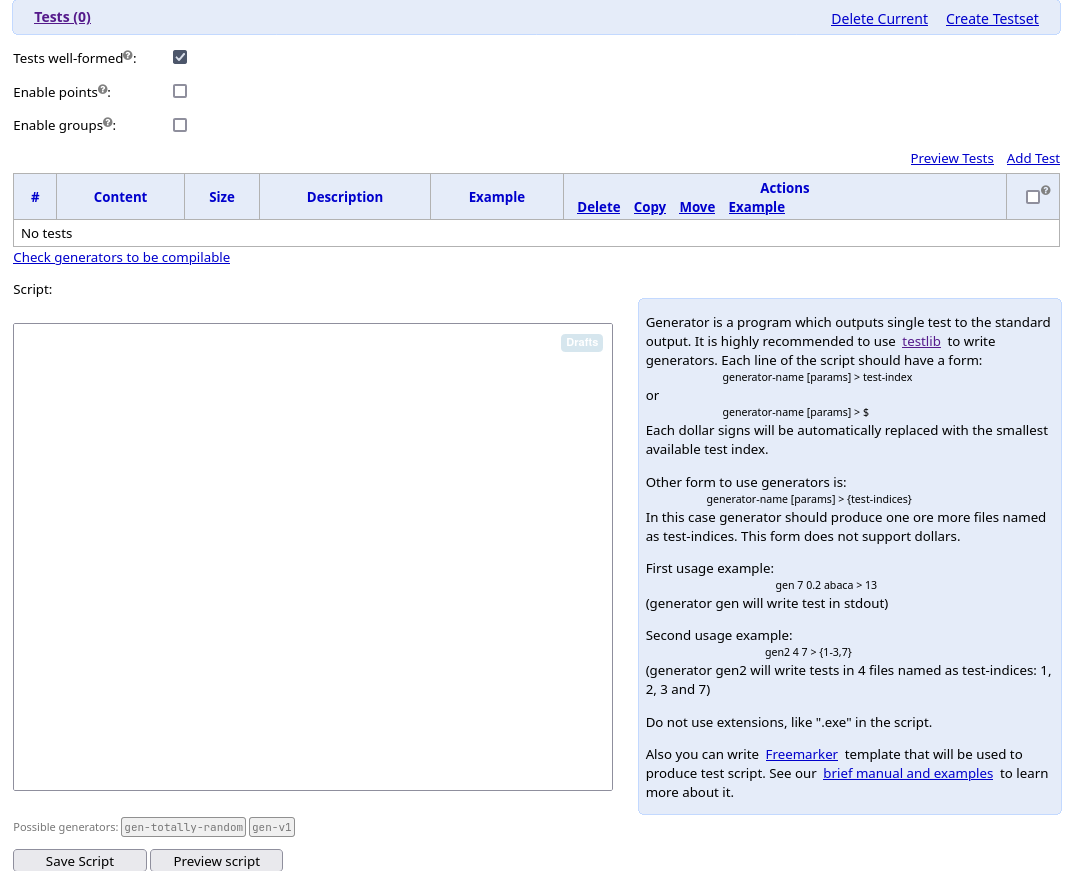 Tests (0)
Delete Current Create Testset
Tests well-formed?:
Enable points?:
Enable groups?:
Preview Tests Add Test
# Content Size Description Example Actions ?
Delete Copy Move Example
No tests
Check generators to be compilable
Script:
Drafts
Generator is a program which outputs single test to the standard
output. It is highly recommended to use testlib to write
generators. Each line of the script should have a form:
generator-name [params] > test-index
or
generator-name [params] > $
Each dollar signs will be automatically replaced with the smallest
available test index.
Other form to use generators is:
generator-name [params] > {test-indices}
In this case generator should produce one ore more files named
as test-indices. This form does not support dollars.
First usage example:
gen 7 0.2 abaca > 13
(generator gen will write test in stdout)
Second usage example:
gen2 4 7 > {1-3,7}
(generator gen2 will write tests in 4 files named as test-indices: 1,
2, 3 and 7)
Do not use extensions, like ".exe" in the script.
Also you can write Freemarker template that will be used to
produce test script. See our brief manual and examples to learn
more about it.
Possible generators: gen-totally-random gen-v1
Save Script Preview script